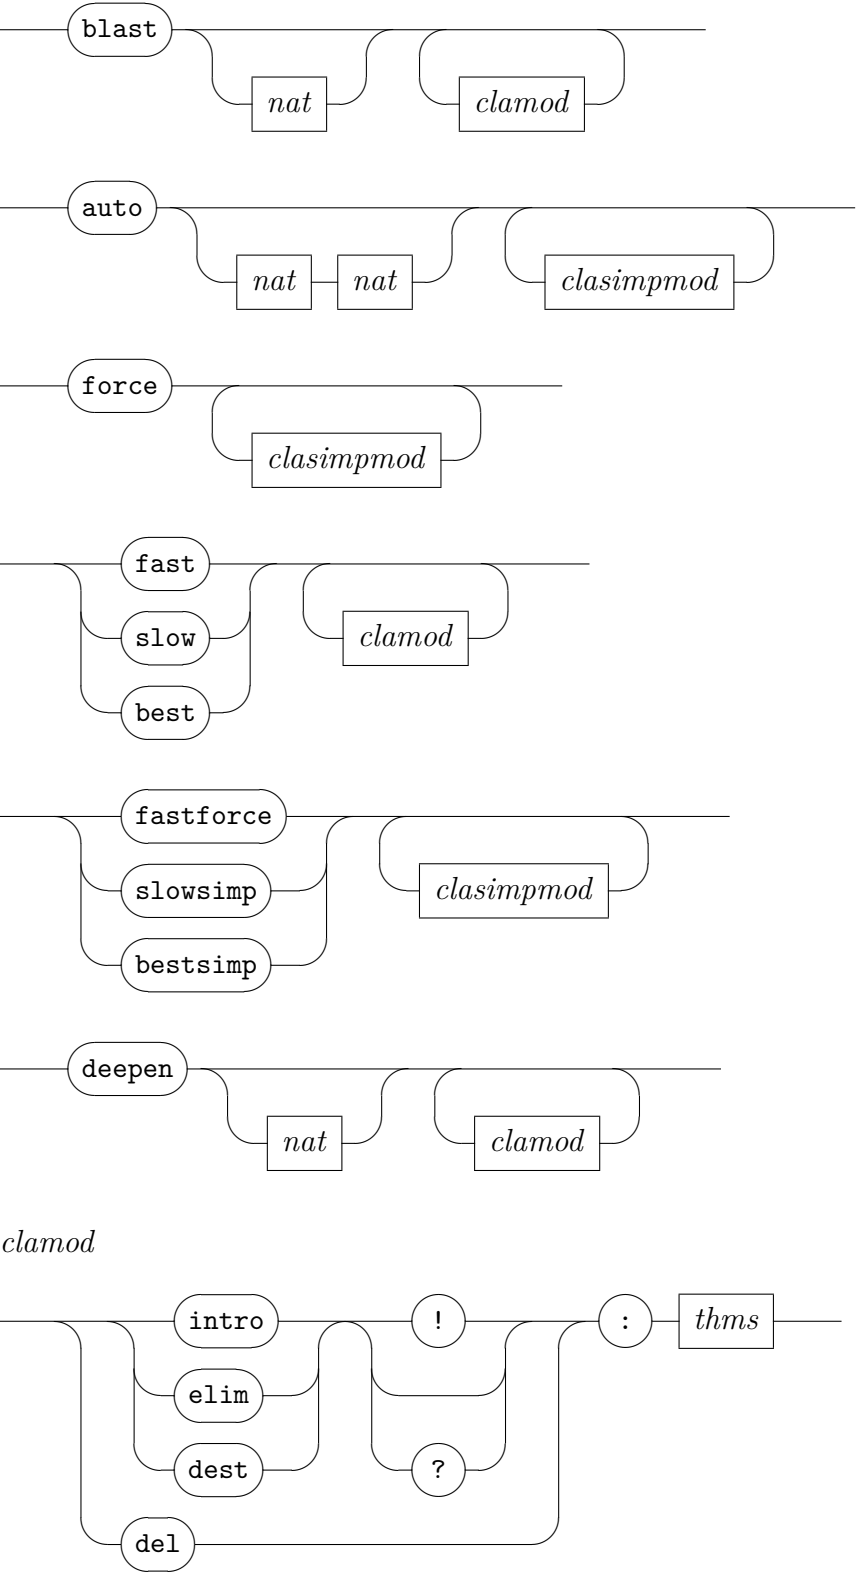 blast
nat clamod
auto
nat nat clasimpmod
force
clasimpmod
fast
slow clamod
best
fastforce
slowsimp clasimpmod
bestsimp
deepen
nat clamod
clamod
intro ! : thms
elim
dest ?
del